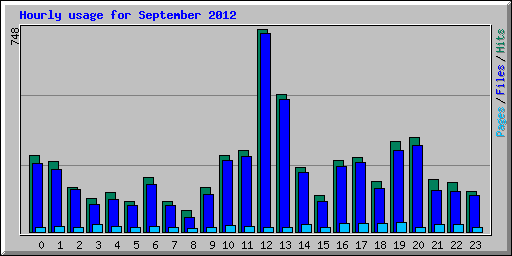 Hourly usage for September 2012
748
Pages / Files / Hits
0 1 2 3 4 5 6 7 8 9 10 11 12 13 14 15 16 17 18 19 20 21 22 23